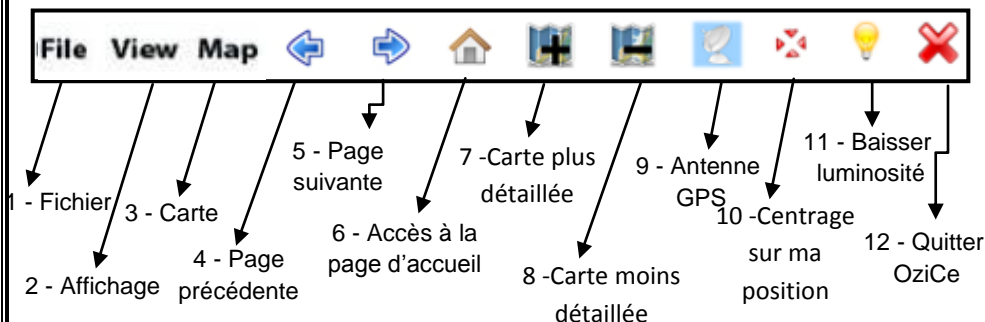 File View Map
1 - Fichier
2 - Affichage
3 - Carte
4 - Page
précédente
5 - Page
suivante
6 - Accès à la
page d'accueil
7 -Carte plus
détaillée
8 -Carte moins
détaillée
9 - Antenne
GPS
10 -Centrage
sur ma
position
11 - Baisser
luminosité
12 - Quitter
OziCe